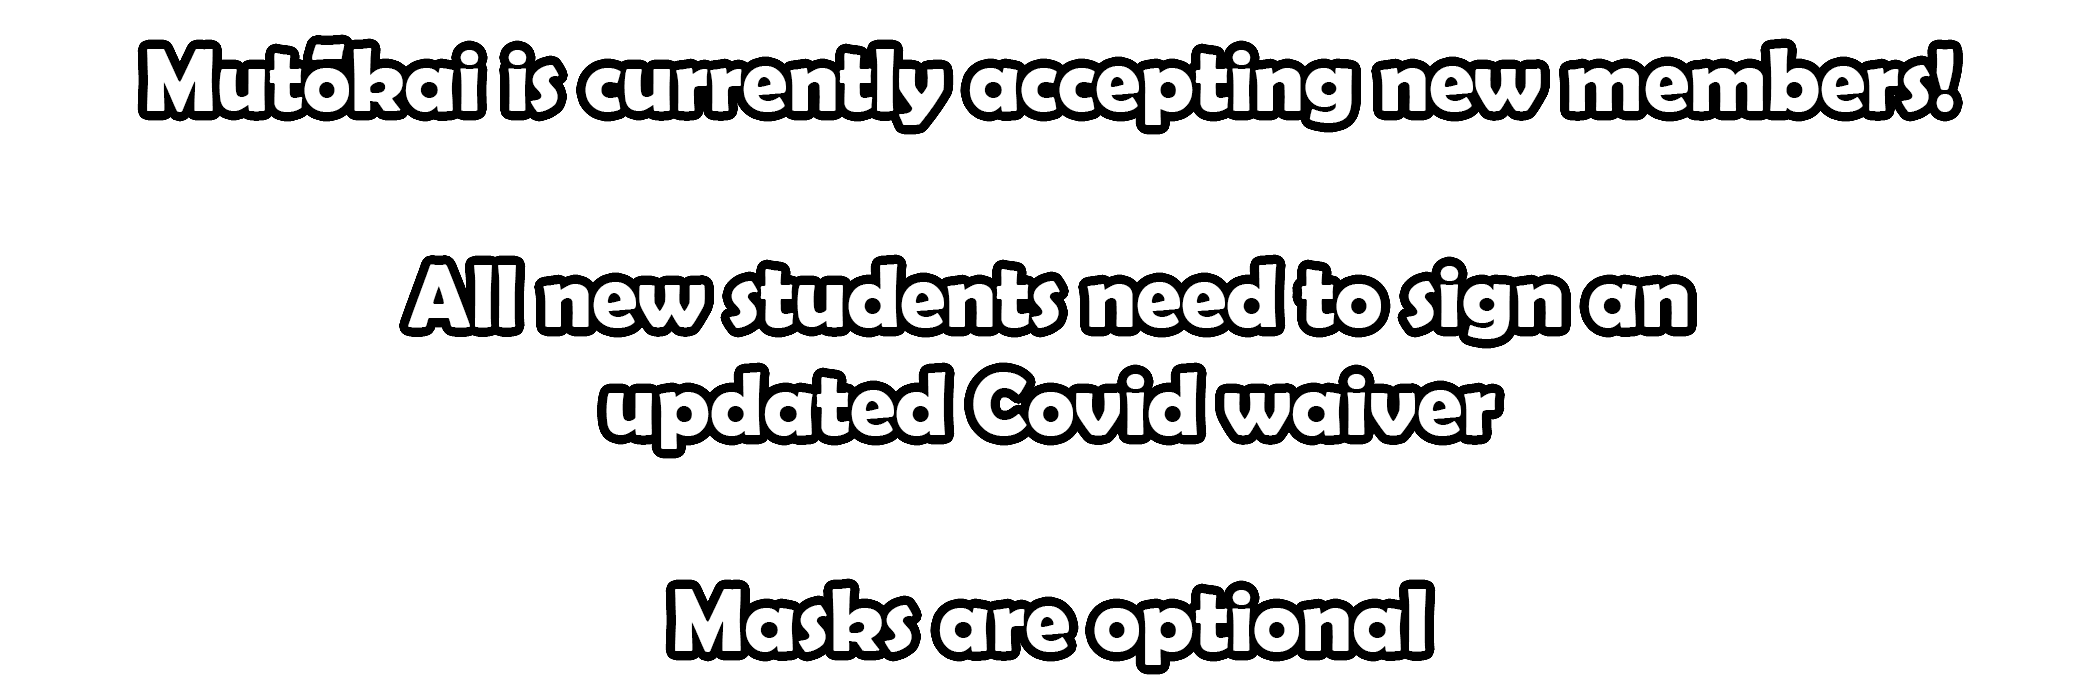 Mutōkai is currently accepting new members!
All new students need to sign an
updated Covid waiver
Masks are optional